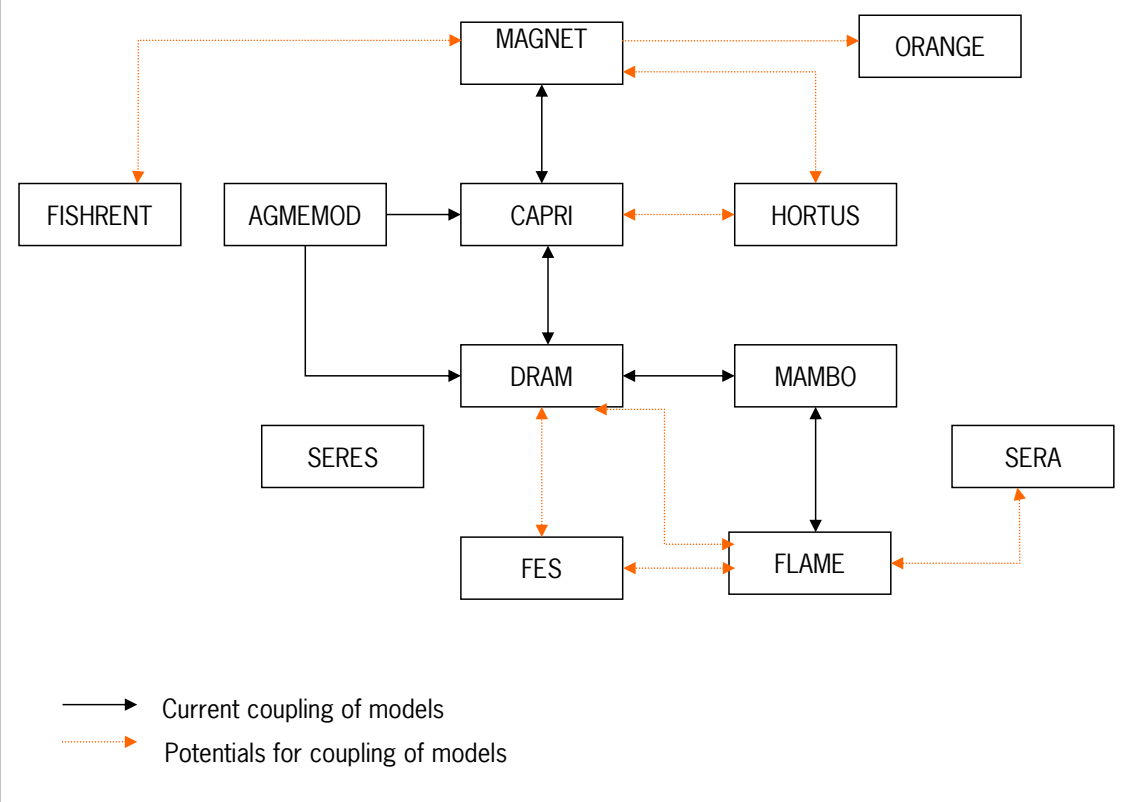 MAGNET
ORANGE
FISHRENT
AGMEMOD
CAPRI
HORTUS
DRAM
MAMBO
SERES
SERA
FES
FLAME
Current coupling of models
Potentials for coupling of models